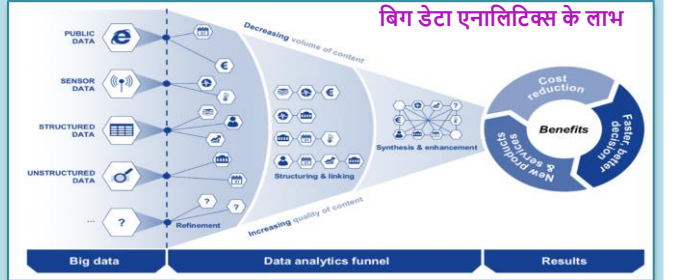 बिग डेटा एनालिटिक्स के लाभ
Decreasing volume of content
PUBLIC
DATA
SENSOR
DATA
STRUCTURED
DATA
UNSTRUCTURED
DATA
...
?
Refinement
? ?
Structuring & linking
?
Synthesis & enhancement
Increasing quality of content
Cost
reduction
Faster, better
decision
New products
& services
Benefits
Big data
Data analytics funnel
Results